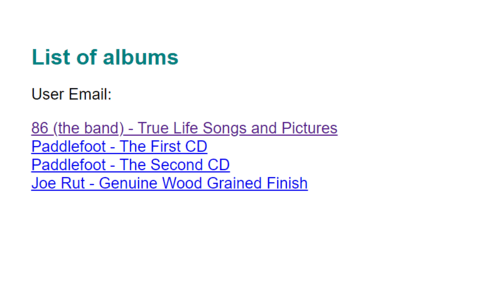 List of albums
User Email:
86 (the band) - True Life Songs and Pictures
Paddlefoot - The First CD
Paddlefoot - The Second CD
Joe Rut - Genuine Wood Grained Finish